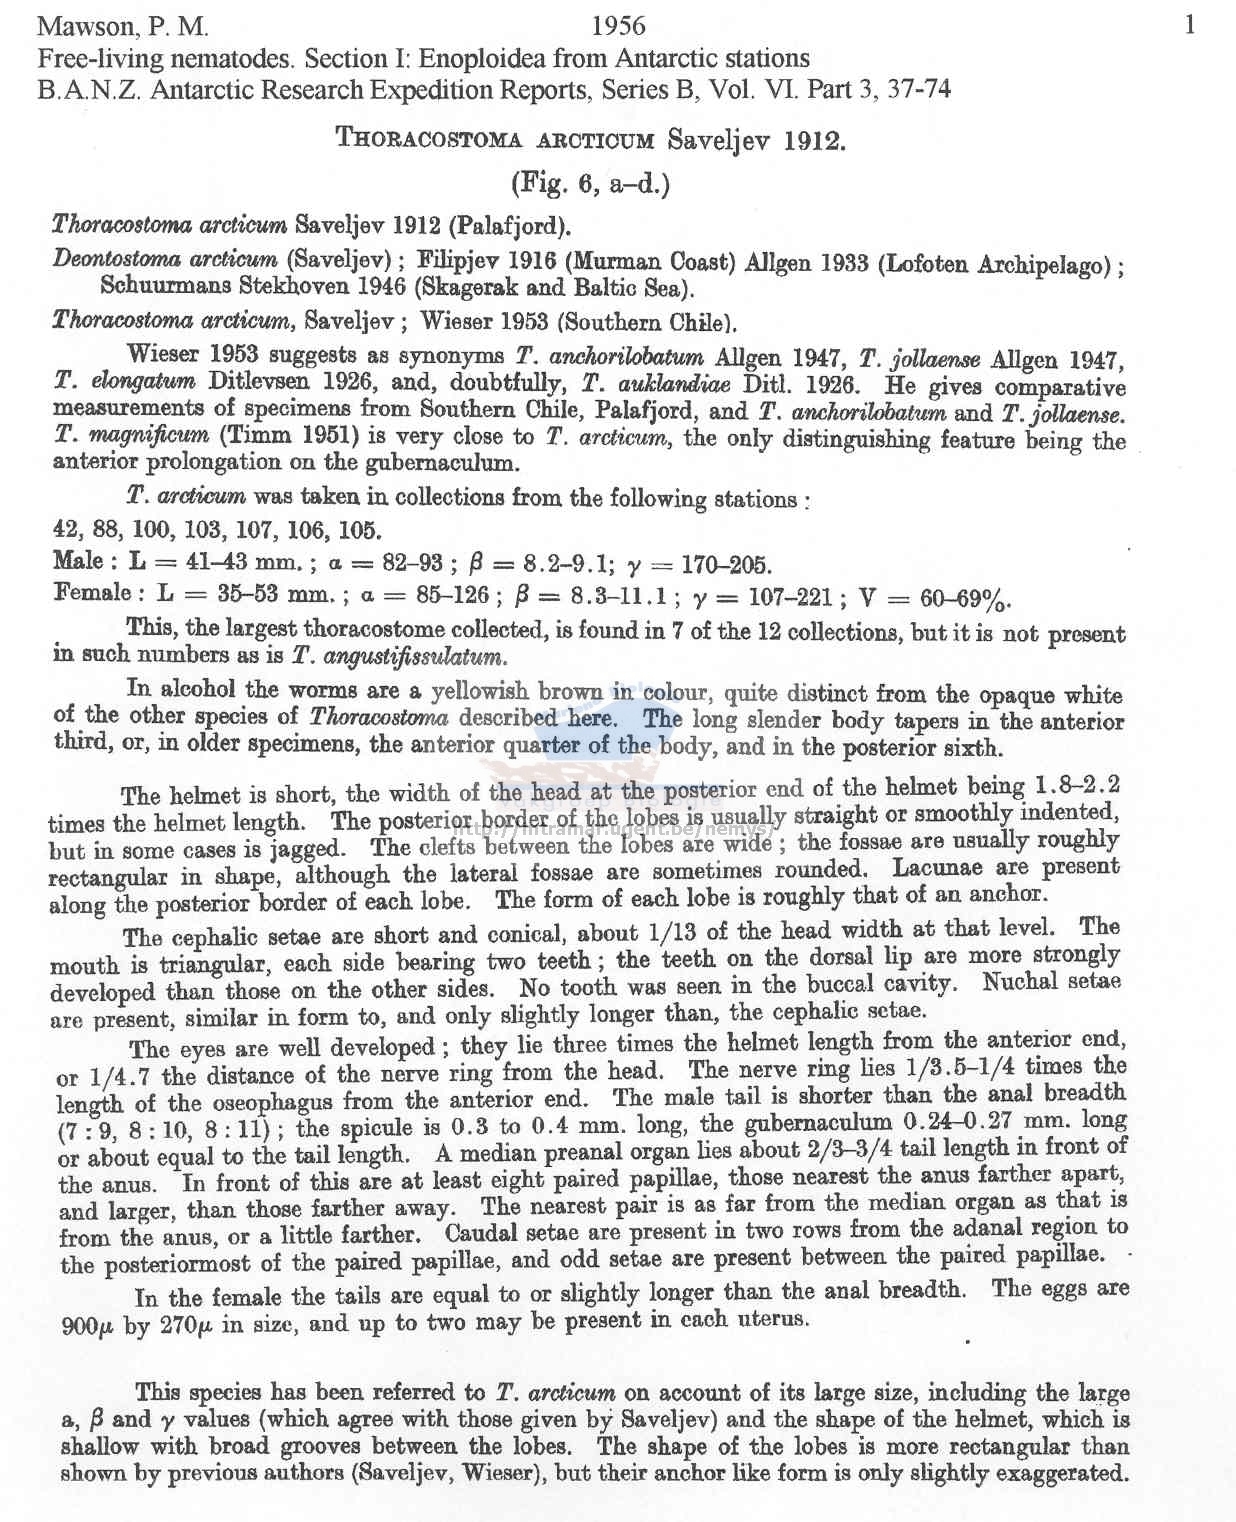 Mawson, P. M. 1956 1
Free-living nematodes. Section I: Enoploidea from Antarctic stations
B.A.N.Z. Antarctic Research Expedition Reports, Series B, Vol. VI. Part 3, 37-74
THORACOSTOMA ARCTICUM Saveljev 1912.
(Fig. 6, a–d.)
Thoracostoma arcticum Saveljev 1912 (Palafjord).
Deontostoma arcticum (Saveljev) ; Filipjev 1916 (Murman Coast) Allgen 1933 (Lofoten Archipelago) ;
Schuurmans Stekhoven 1946 (Skagerak and Baltic Sea).
Thoracostoma arcticum, Saveljev ; Wieser 1953 (Southern Chile).
Wieser 1953 suggests as synonyms T. anchorilobatum Allgen 1947, T. jollaense Allgen 1947,
T. elongatum Ditlevsen 1926, and, doubtfully, T. auklandiae Ditl. 1926. He gives comparative
measurements of specimens from Southern Chile, Palafjord, and T. anchorilobatum and T. jollaense.
T. magnificum (Timm 1951) is very close to T. arcticum, the only distinguishing feature being the
anterior prolongation on the gubernaculum.
T. arcticum was taken in collections from the following stations :
42, 88, 100, 103, 107, 106, 105.
Male : L = 41–43 mm. ; α = 82–93 ; β = 8.2–9.1; γ = 170–205.
Female : L = 35–53 mm. ; α = 85–126 ; β = 8.3–11.1 ; γ = 107–221 ; V = 60–69%.
This, the largest thoracostome collected, is found in 7 of the 12 collections, but it is not present
in such numbers as is T. angustifissulatum.
In alcohol the worms are a yellowish brown in colour, quite distinct from the opaque white
of the other species of Thoracostoma described here. The long slender body tapers in the anterior
third, or, in older specimens, the anterior quarter of the body, and in the posterior sixth.
The helmet is short, the width of the head at the posterior end of the helmet being 1.8–2.2
times the helmet length. The posterior border of the lobes is usually straight or smoothly indented,
http://intramar.ugent.be/nemys/
but in some cases is jagged. The clefts between the lobes are wide ; the fossae are usually roughly
rectangular in shape, although the lateral fossae are sometimes rounded. Lacunae are present
along the posterior border of each lobe. The form of each lobe is roughly that of an anchor.
The cephalic setae are short and conical, about 1/13 of the head width at that level. The
mouth is triangular, each side bearing two teeth ; the teeth on the dorsal lip are more strongly
developed than those on the other sides. No tooth was seen in the buccal cavity. Nuchal setae
are present, similar in form to, and only slightly longer than, the cephalic setae.
The eyes are well developed ; they lie three times the helmet length from the anterior end,
or 1/4.7 the distance of the nerve ring from the head. The nerve ring lies 1/3.5–1/4 times the
length of the oseophagus from the anterior end. The male tail is shorter than the anal breadth
(7 : 9, 8 : 10, 8 : 11) ; the spicule is 0.3 to 0.4 mm. long, the gubernaculum 0.24–0.27 mm. long
or about equal to the tail length. A median preanal organ lies about 2/3–3/4 tail length in front of
the anus. In front of this are at least eight paired papillae, those nearest the anus farther apart,
and larger, than those farther away. The nearest pair is as far from the median organ as that is
from the anus, or a little farther. Caudal setae are present in two rows from the adanal region to
the posteriormost of the paired papillae, and odd setae are present between the paired papillae.
In the female the tails are equal to or slightly longer than the anal breadth. The eggs are
900μ by 270μ in size, and up to two may be present in each uterus.
This species has been referred to T. arcticum on account of its large size, including the large
a, β and γ values (which agree with those given by Saveljev) and the shape of the helmet, which is
shallow with broad grooves between the lobes. The shape of the lobes is more rectangular than
shown by previous authors (Saveljev, Wieser), but their anchor like form is only slightly exaggerated.